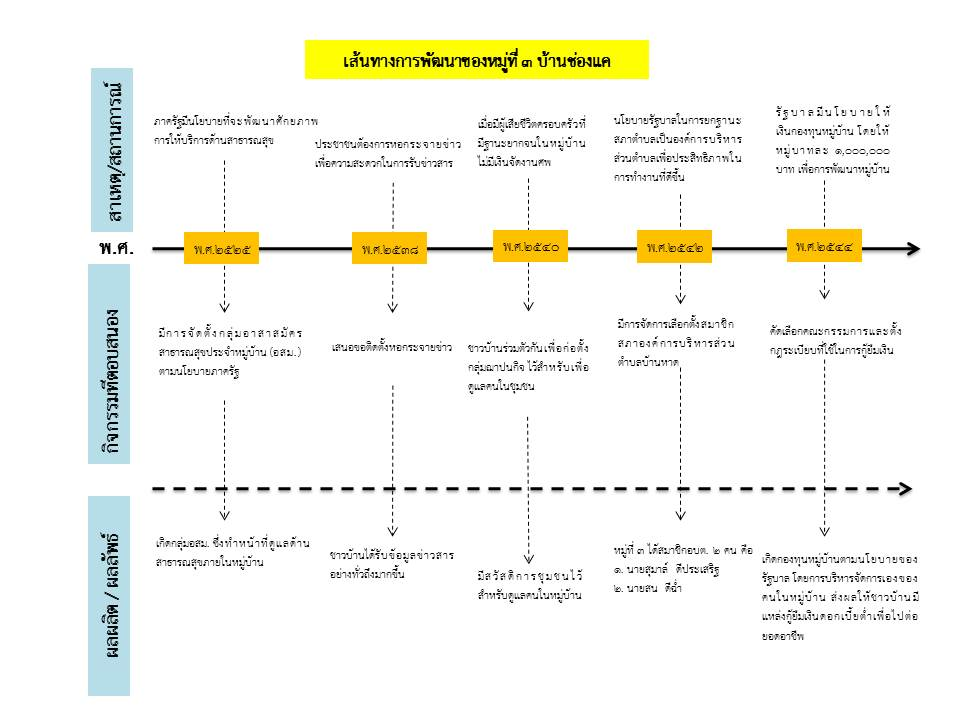 เส้นทางการพัฒนาของหมู่ที่ ๓ บ้านช่องแค
สาเหตุ/สถานการณ์
ภาครัฐมีนโยบายที่จะพัฒนาศักยภาพ
การให้บริการด้านสาธารณสุข
ประชาชนต้องการหอกระจายข่าว
เพื่อความสะดวกในการรับข่าวสาร
เมื่อมีผู้เสียชีวิตครอบครัวที่
มีฐานะยากจนในหมู่บ้าน
ไม่มีเงินจัดงานศพ
นโยบายรัฐบาลในการยกฐานะ
สภาตำบลเป็นองค์การบริหาร
ส่วนตำบลเพื่อประสิทธิภาพใน
การทำงานที่ดีขึ้น
รัฐบาลมีนโยบายให้
เงินกองทุนหมู่บ้าน โดยให้
หมู่บาทละ ๑,๐๐๐,๐๐๐
บาท เพื่อการพัฒนาหมู่บ้าน
พ.ศ.
พ.ศ.๒๕๒๕
พ.ศ.๒๕๓๘
พ.ศ.๒๕๔๐
พ.ศ.๒๕๔๒
พ.ศ.๒๕๔๔
กิจกรรมที่ตอบสนอง
มีการจัดตั้งกลุ่มอาสาสมัคร
สาธารณสุขประจำหมู่บ้าน (อสม.)
ตามนโยบายภาครัฐ
เสนอขอติดตั้งหอกระจายข่าว
ชาวบ้านร่วมตัวกันเพื่อก่อตั้ง
กลุ่มฌาปนกิจ ไว้สำหรับเพื่อ
ดูแลคนในชุมชน
มีการจัดการเลือกตั้งสมาชิก
สภาองค์การบริหารส่วน
ตำบลบ้านหาด
คัดเลือกคณะกรรมการและตั้ง
กฎระเบียบที่ใช้ในการกู้ยืมเงิน
ผลผลิต / ผลลัพธ์
เกิดกลุ่มอสม. ซึ่งทำหน้าที่ดูแลด้าน
สาธารณสุขภายในหมู่บ้าน
ชาวบ้านได้รับข้อมูลข่าวสาร
อย่างทั่วถึงมากขึ้น
มีสวัสดิการชุมชนไว้
สำหรับดูแลคนในหมู่บ้าน
หมู่ที่ ๓ ได้สมาชิกอบต. ๒ คน คือ
๑. นายสุมาล์ ดีประเสริฐ
๒. นายสน ดีฉ่ำ
เกิดกองทุนหมู่บ้านตามนโยบายของ
รัฐบาล โดยการบริหารจัดการเองของ
คนในหมู่บ้าน ส่งผลให้ชาวบ้านมี
แหล่งกู้ยืมเงินดอกเบี้ยต่ำเพื่อไปต่อ
ยอดอาชีพ